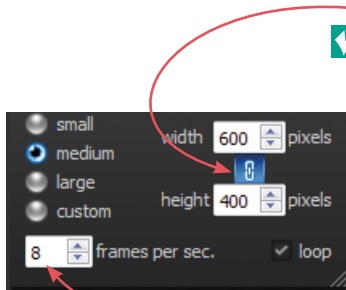 small
width 600 pixels
medium
large
height 400 pixels
custom
8 frames per sec. loop